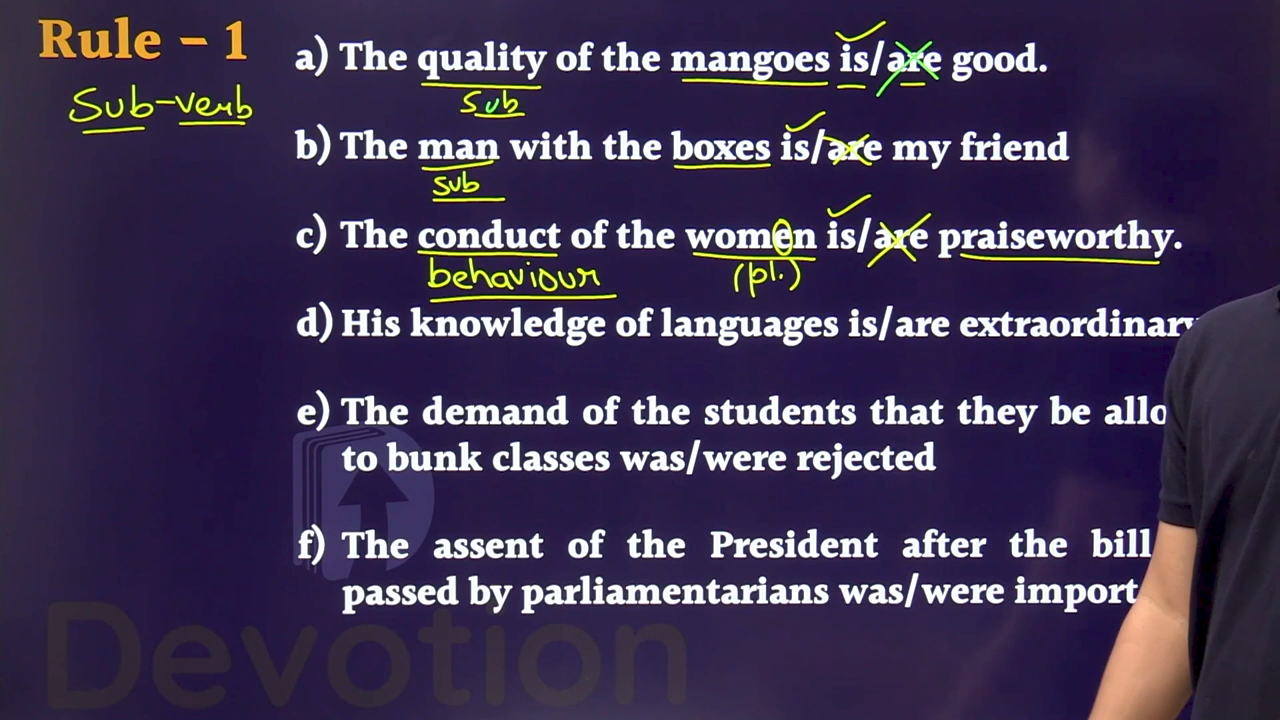 Rule – 1
Sub-verb
a) The quality of the mangoes is/are good.
sub
b) The man with the boxes is/are my friend
sub
c) The conduct of the women is/are praiseworthy.
behaviour (pl.)
d) His knowledge of languages is/are extraordinary
e) The demand of the students that they be allo
to bunk classes was/were rejected
f) The assent of the President after the bill
passed by parliamentarians was/were import
Devotion